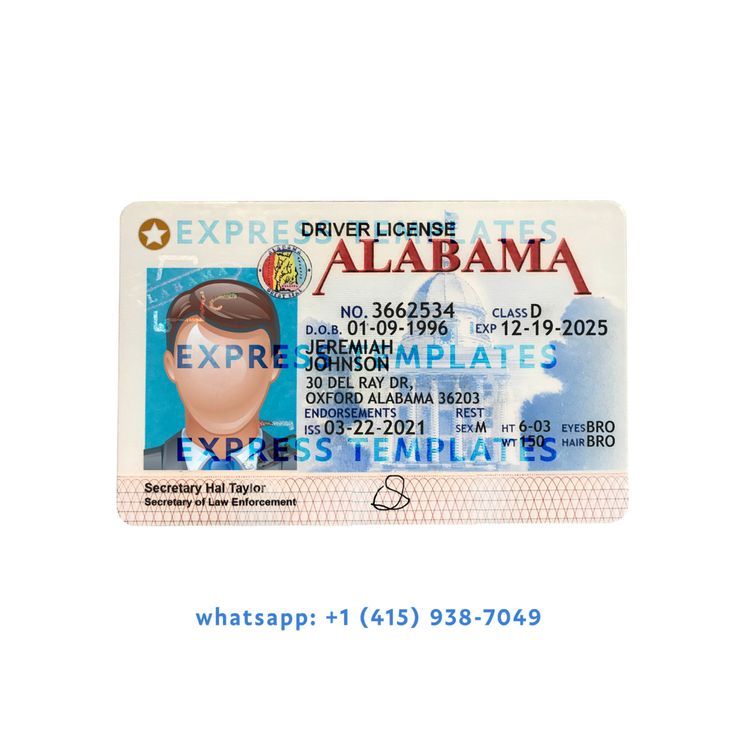 EXPRESS TEMPLATES
DRIVER LICENSE
ALABAMA
NO. 3662534 CLASS D
D.O.B. 01-09-1996 EXP 12-19-2025
JEREMIAH
EXPRESS TEMPLATES
JOHNSON
30 DEL RAY DR,
OXFORD ALABAMA 36203
ENDORSEMENTS REST
ISS 03-22-2021 SEX M HT 6-03 EYES BRO
WT 150 HAIR BRO
EXPRESS TEMPLATES
Secretary Hal Taylor
Secretary of Law Enforcement
whatsapp: +1 (415) 938-7049